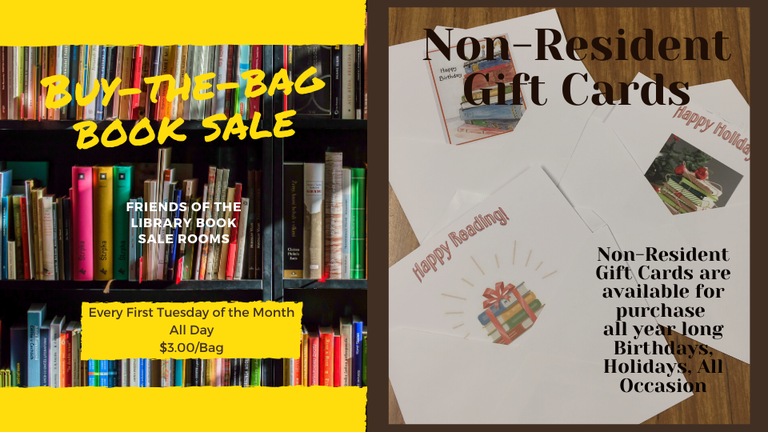 BUY-THE-BAG
BOOK SALE
FRIENDS OF THE
LIBRARY BOOK
SALE ROOMS
Every First Tuesday of the Month
All Day
$3.00/Bag
Non-Resident
Gift Cards
Happy
Birthday
Happy Holiday
Happy Reading!
Non-Resident
Gift Cards are
available for
purchase
all year long
Birthdays,
Holidays, All
Occasion